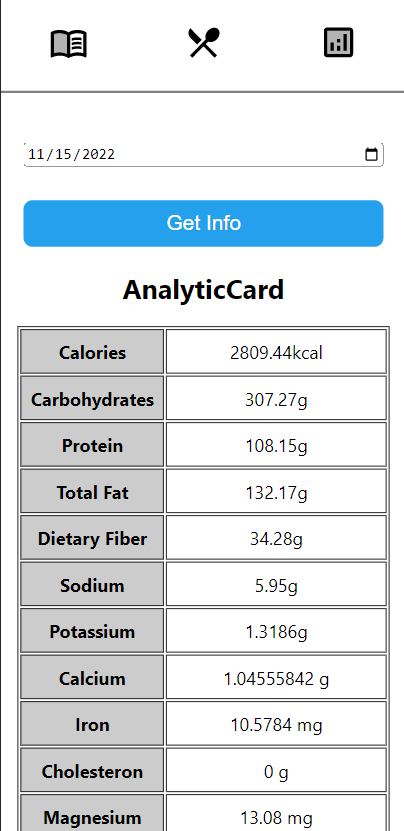 11/15/2022
Get Info
AnalyticCard
Calories 2809.44kcal
Carbohydrates 307.27g
Protein 108.15g
Total Fat 132.17g
Dietary Fiber 34.28g
Sodium 5.95g
Potassium 1.3186g
Calcium 1.04555842 g
Iron 10.5784 mg
Cholesteron 0 g
Magnesium 13.08 mg